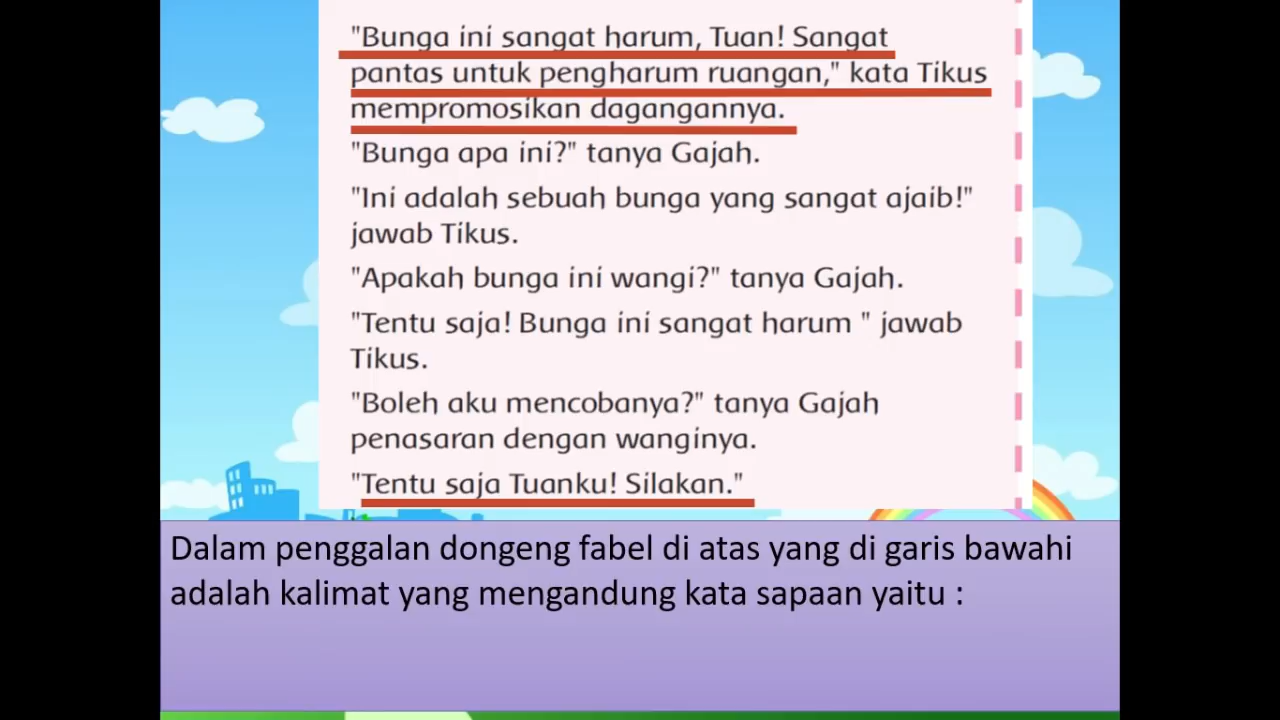 "Bunga ini sangat harum, Tuan! Sangat
pantas untuk pengharum ruangan," kata Tikus
mempromosikan dagangannya.
"Bunga apa ini?" tanya Gajah.
"Ini adalah sebuah bunga yang sangat ajaib!"
jawab Tikus.
"Apakah bunga ini wangi?" tanya Gajah.
"Tentu saja! Bunga ini sangat harum " jawab
Tikus.
"Boleh aku mencobanya?" tanya Gajah
penasaran dengan wanginya.
"Tentu saja Tuanku! Silakan."
Dalam penggalan dongeng fabel di atas yang di garis bawahi
adalah kalimat yang mengandung kata sapaan yaitu :